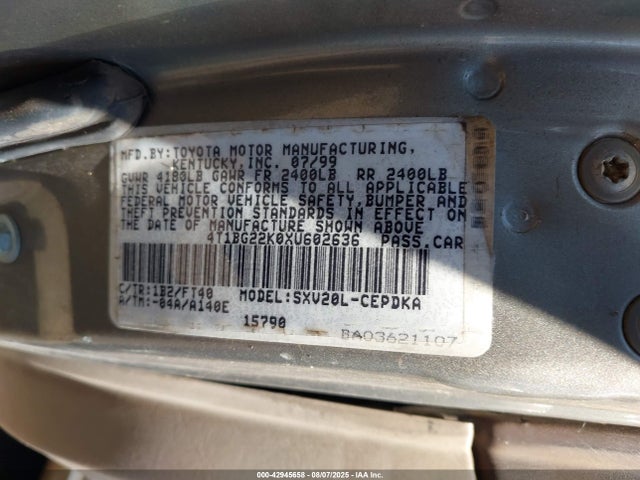 MFD.BY:TOYOTA MOTOR MANUFACTURING,
KENTUCKY,INC. 07/99
GVWR 4180LB GAWR FR 2400LB RR 2400LB
THIS VEHICLE CONFORMS TO ALL APPLICABLE
FEDERAL MOTOR VEHICLE SAFETY,BUMPER AND
THEFT PREVENTION STANDARDS IN EFFECT ON
THE DATE OF MANUFACTURE SHOWN ABOVE
4T1BG22K0XU602636 PASS.CAR
C/TR:1B2/FT40 MODEL:SXV20L-CEPDKA
A/TM:-04A/A140E
15790
BA03621107
000-42945658 - 08/07/2025 - IAA Inc.